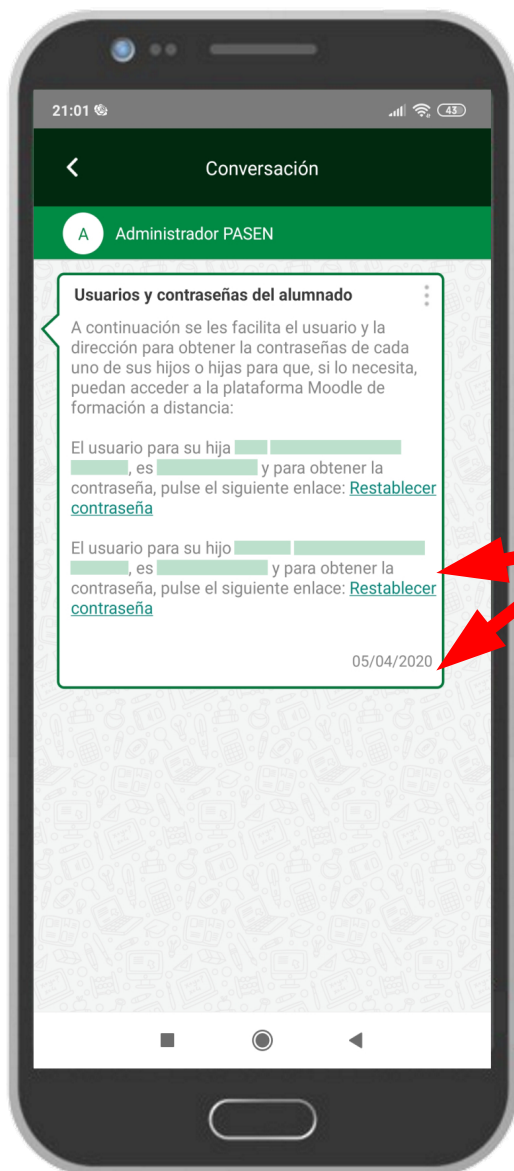 21:01
43
Conversación
A
Administrador PASEN
Usuarios y contraseñas del alumnado
A continuación se les facilita el usuario y la
dirección para obtener la contraseñas de cada
uno de sus hijos o hijas para que, si lo necesita,
puedan acceder a la plataforma Moodle de
formación a distancia:
El usuario para su hija
, es y para obtener la
contraseña, pulse el siguiente enlace: Restablecer
contraseña
El usuario para su hijo
, es y para obtener la
contraseña, pulse el siguiente enlace: Restablecer
contraseña
05/04/2020